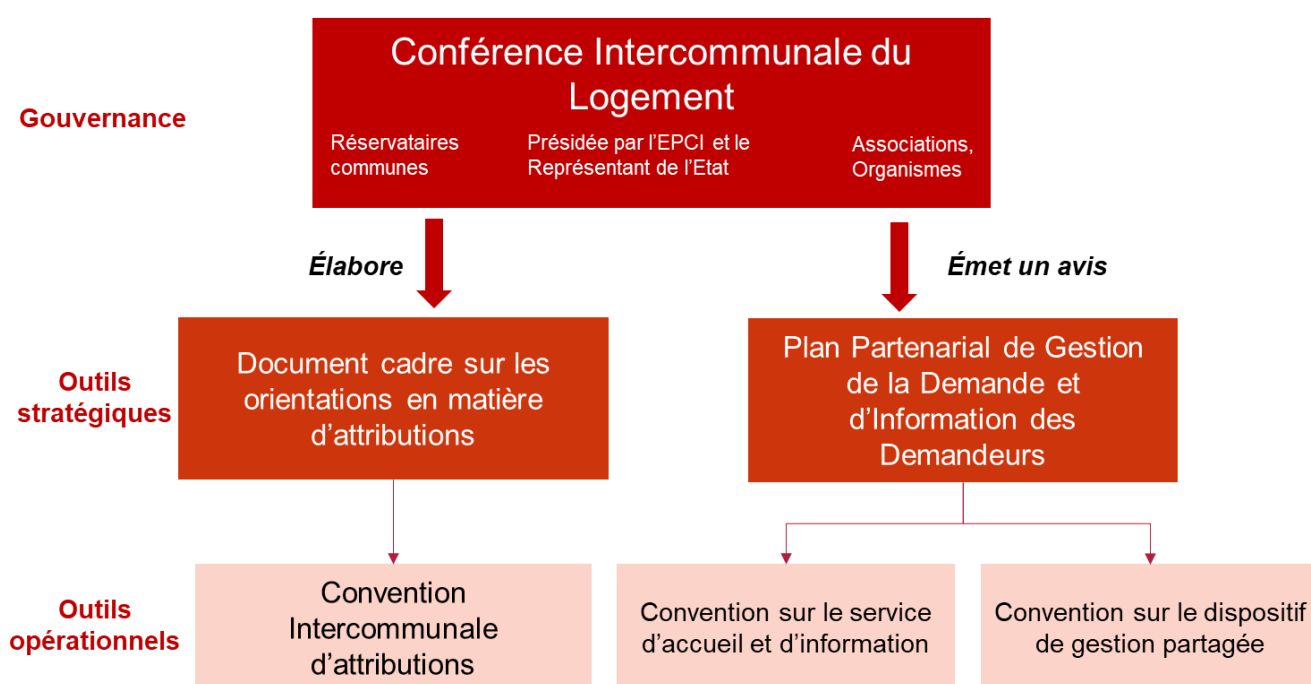 Conférence Intercommunale du
Logement
Gouvernance
Réservataires
communes
Présidée par l'EPCI et le
Représentant de l'Etat
Associations,
Organismes
Élabore
Émet un avis
Outils
stratégiques
Document cadre sur les
orientations en matière
d'attributions
Plan Partenarial de Gestion
de la Demande et
d'Information des
Demandeurs
Outils
opérationnels
Convention
Intercommunale
d'attributions
Convention sur le service
d'accueil et d'information
Convention sur le dispositif
de gestion partagée